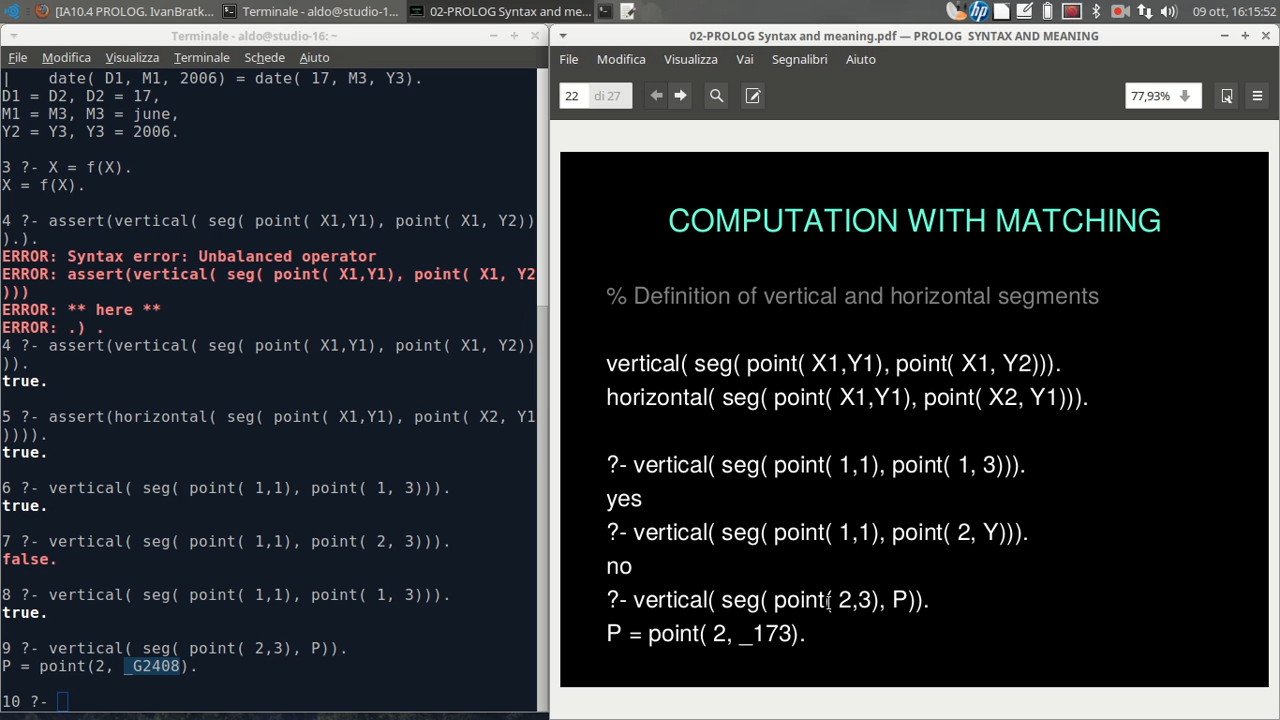 [IA10.4 PROLOG. IvanBratk...
Terminale - aldo@studio-1...
02-PROLOG Syntax and me...
09 ott, 16:15:52
Terminale - aldo@studio-16: ~
File Modifica Visualizza Terminale Schede Aiuto
|    date( D1, M1, 2006) = date( 17, M3, Y3).
D1 = D2, D2 = 17,
M1 = M3, M3 = june,
Y2 = Y3, Y3 = 2006.
3 ?- X = f(X).
X = f(X).
4 ?- assert(vertical( seg( point( X1,Y1), point( X1, Y2))
).).
ERROR: Syntax error: Unbalanced operator
ERROR: assert(vertical( seg( point( X1,Y1), point( X1, Y2
)))
ERROR: ** here **
ERROR: .) .
4 ?- assert(vertical( seg( point( X1,Y1), point( X1, Y2))
)).
true.
5 ?- assert(horizontal( seg( point( X1,Y1), point( X2, Y1
)))).
true.
6 ?- vertical( seg( point( 1,1), point( 1, 3))).
true.
7 ?- vertical( seg( point( 1,1), point( 2, 3))).
false.
8 ?- vertical( seg( point( 1,1), point( 1, 3))).
true.
9 ?- vertical( seg( point( 2,3), P)).
P = point(2, _G2408).
10 ?-
02-PROLOG Syntax and meaning.pdf — PROLOG SYNTAX AND MEANING
File Modifica Visualizza Vai Segnalibri Aiuto
22 di 27
77,93%
COMPUTATION WITH MATCHING
% Definition of vertical and horizontal segments
vertical( seg( point( X1,Y1), point( X1, Y2))).
horizontal( seg( point( X1,Y1), point( X2, Y1))).
?- vertical( seg( point( 1,1), point( 1, 3))).
yes
?- vertical( seg( point( 1,1), point( 2, Y))).
no
?- vertical( seg( point( 2,3), P)).
P = point( 2, _173).